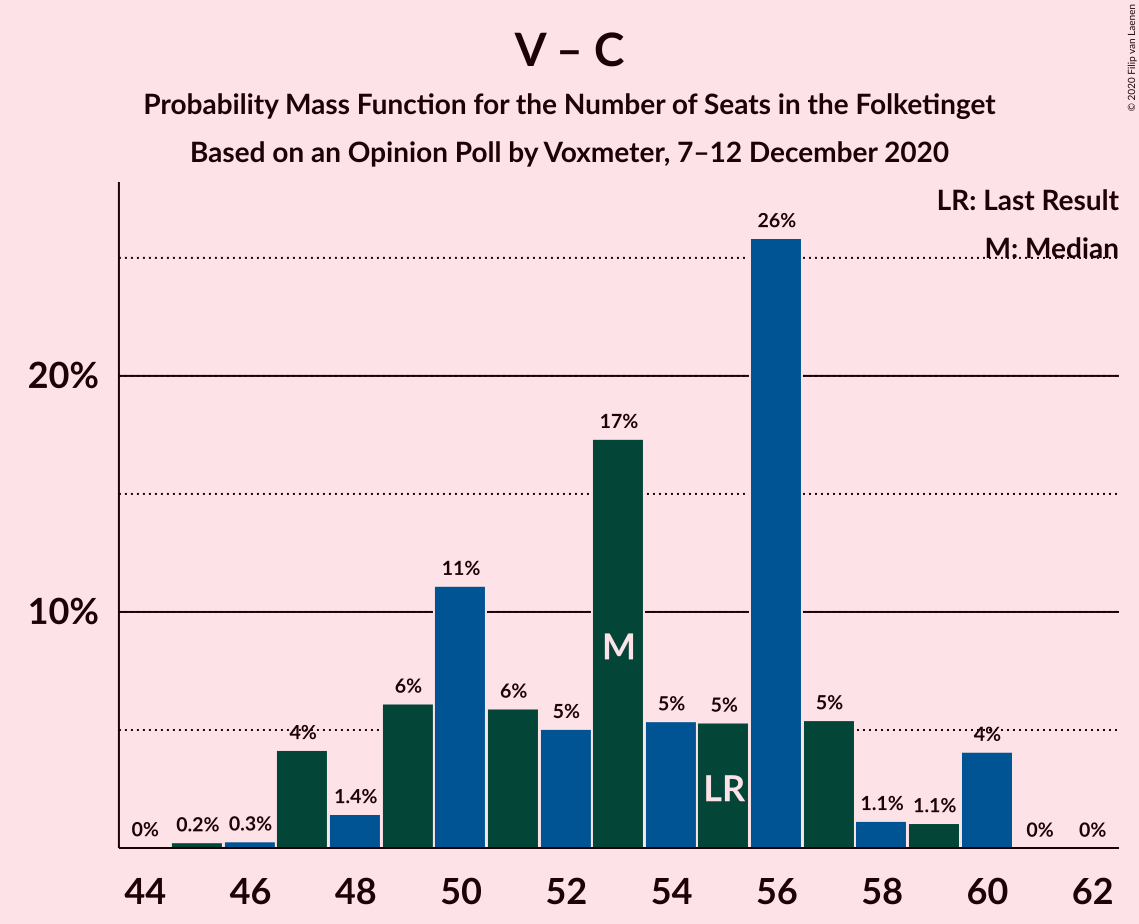 V – C
Probability Mass Function for the Number of Seats in the Folketinget
Based on an Opinion Poll by Voxmeter, 7–12 December 2020
© 2020 Filip van Laenen
LR: Last Result
M: Median
26%
20%
17%
11%
10%
M
6%
6%
5%
5%
5%
5%
4%
4%
LR
1.4%
1.1%
1.1%
0%
0.2%
0.3%
0%
0%
44 46 48 50 52 54 56 58 60 62